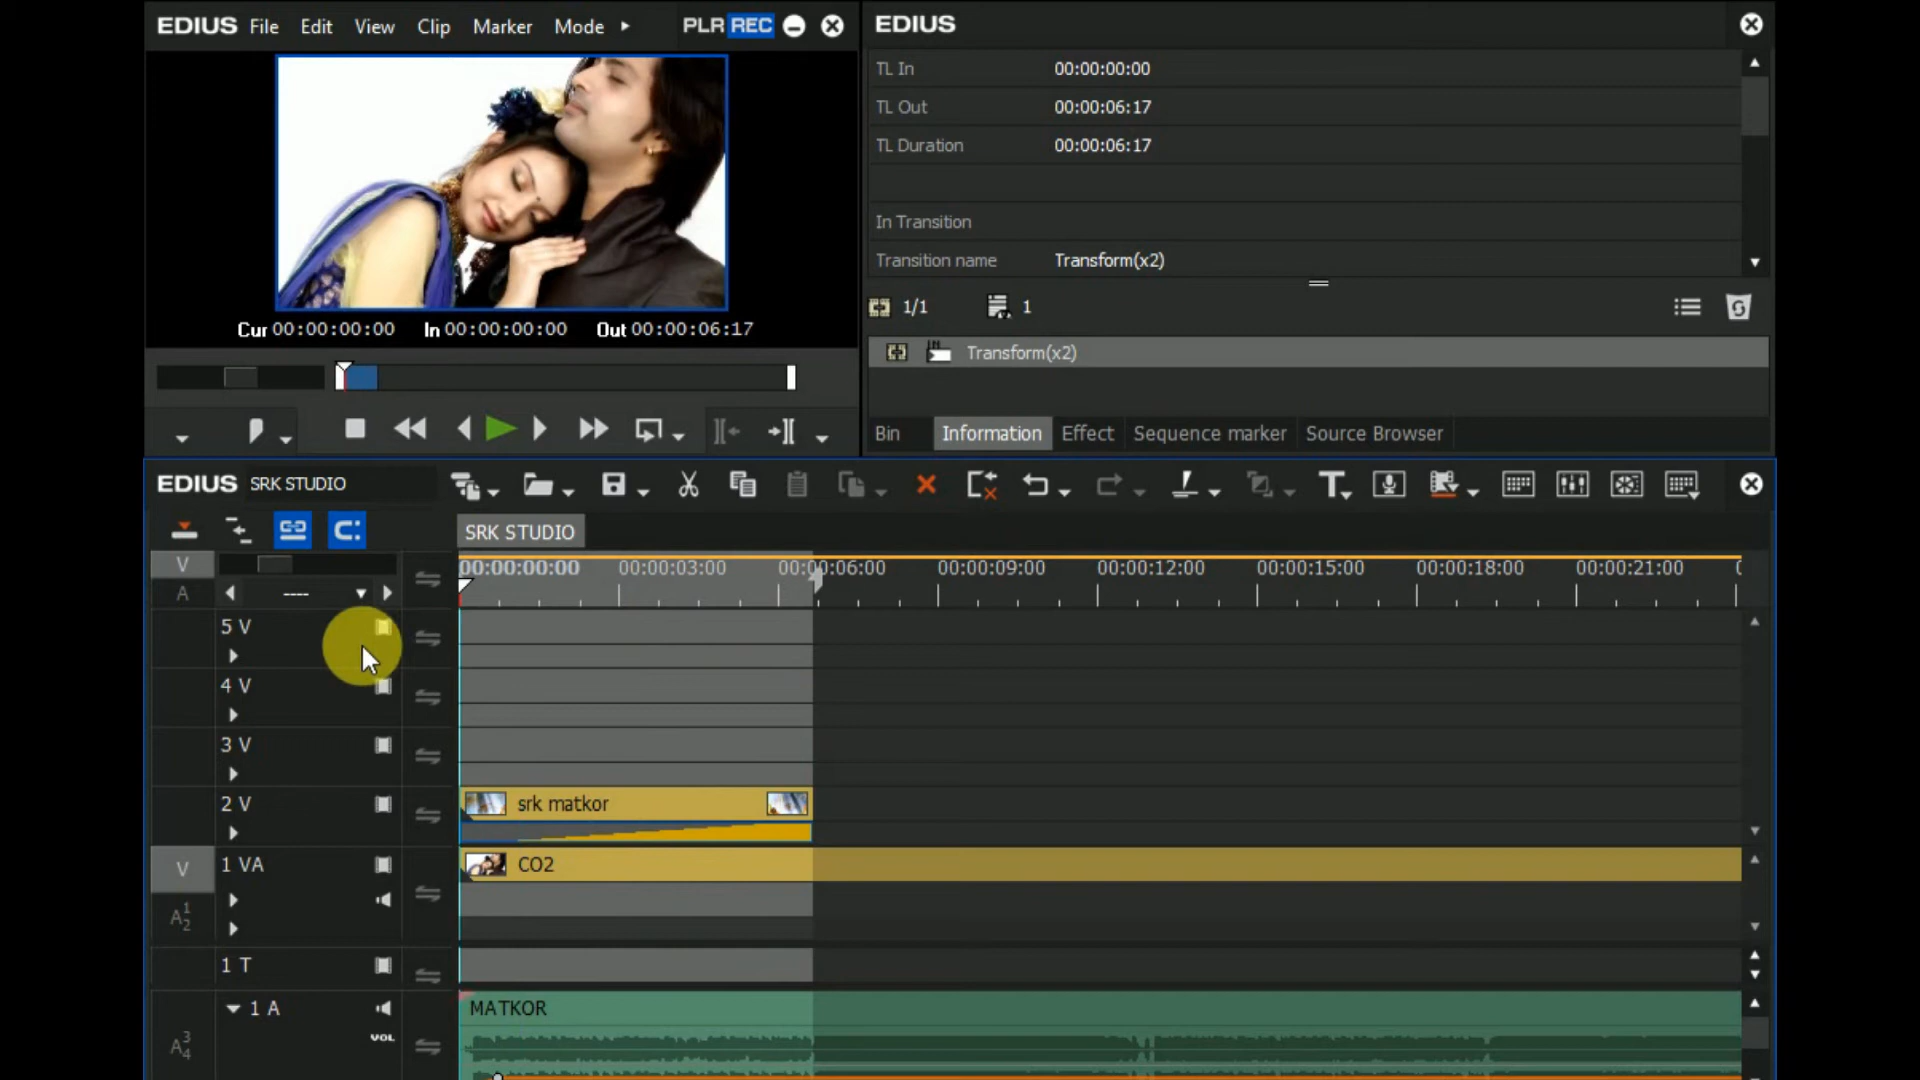 EDIUS File Edit View Clip Marker Mode PLR REC
EDIUS
TL In 00:00:00:00
TL Out 00:00:06:17
TL Duration 00:00:06:17
In Transition
Transition name Transform(x2)
1/1 1
Transform(x2)
Cur 00:00:00:00 In 00:00:00:00 Out 00:00:06:17
Bin Information Effect Sequence marker Source Browser
EDIUS SRK STUDIO
SRK STUDIO
V
A ----
00:00:00:00 00:00:03:00 00:00:06:00 00:00:09:00 00:00:12:00 00:00:15:00 00:00:18:00 00:00:21:00
5 V
4 V
3 V
2 V srk matkor
V 1 VA CO2
A 1 2
1 T
1 A MATKOR
VOL
A 3 4